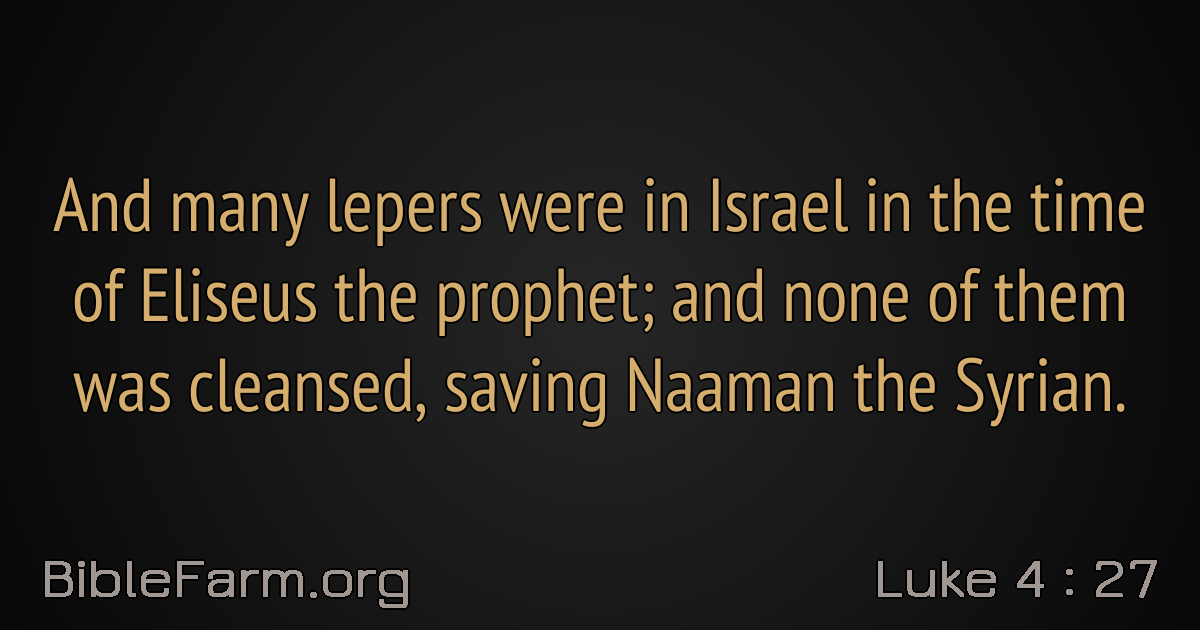 And many lepers were in Israel in the time
of Eliseus the prophet; and none of them
was cleansed, saving Naaman the Syrian.
BibleFarm.org
Luke 4 : 27